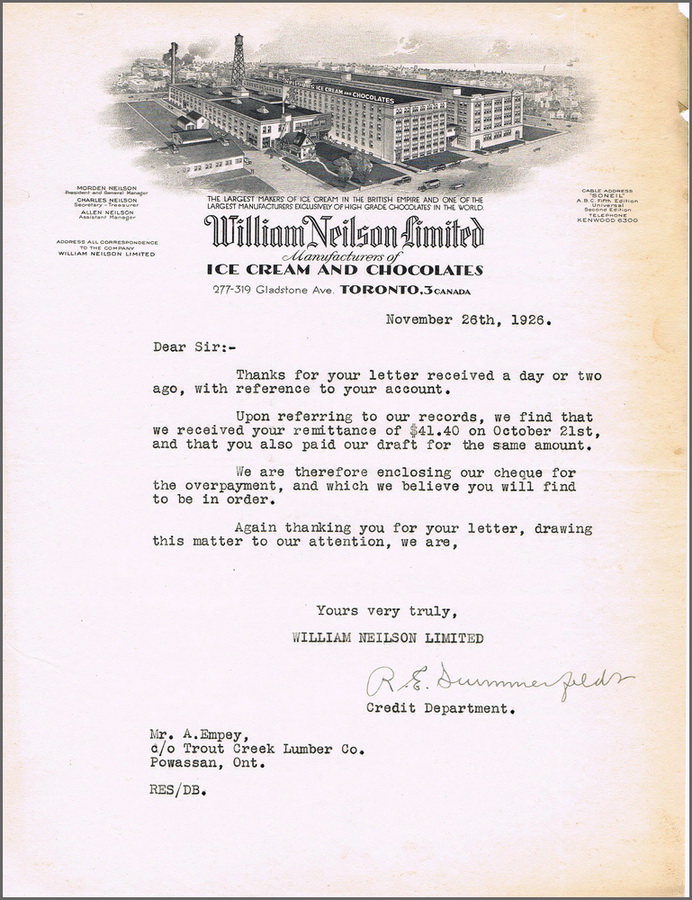 ICE CREAM AND CHOCOLATES
MORDEN NEILSON
President and General Manager
CHARLES NEILSON
Secretary - Treasurer
ALLEN NEILSON
Assistant Manager
ADDRESS ALL CORRESPONDENCE
TO THE COMPANY
WILLIAM NEILSON LIMITED
CABLE ADDRESS
"SONEIL"
A.B.C. Fifth Edition
Universal
Second Edition
TELEPHONE
KENWOOD 6300
THE LARGEST MAKERS OF ICE CREAM IN THE BRITISH EMPIRE AND ONE OF THE
LARGEST MANUFACTURERS EXCLUSIVELY OF HIGH GRADE CHOCOLATES IN THE WORLD.
William Neilson Limited
Manufacturers of
ICE CREAM AND CHOCOLATES
277-319 Gladstone Ave. TORONTO,3 CANADA
November 26th, 1926.
Dear Sir:-
Thanks for your letter received a day or two
ago, with reference to your account.
Upon referring to our records, we find that
we received your remittance of $41.40 on October 21st,
and that you also paid our draft for the same amount.
We are therefore enclosing our cheque for
the overpayment, and which we believe you will find
to be in order.
Again thanking you for your letter, drawing
this matter to our attention, we are,
Yours very truly,
WILLIAM NEILSON LIMITED
R.E.
Credit Department.
Mr. A.Empey,
c/o Trout Creek Lumber Co.
Powassan, Ont.
RES/DB.